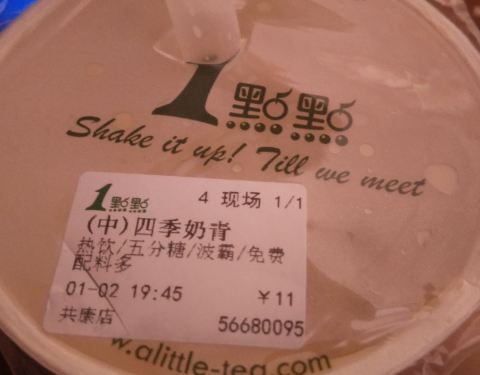 1點點
Shake it up! Till we meet
1點點
4 现场 1/1
(中)四季奶青
热饮/五分糖/波霸/免费
配料多
01-02 19:45
¥11
共康店
56680095
www.alittle-tea.com